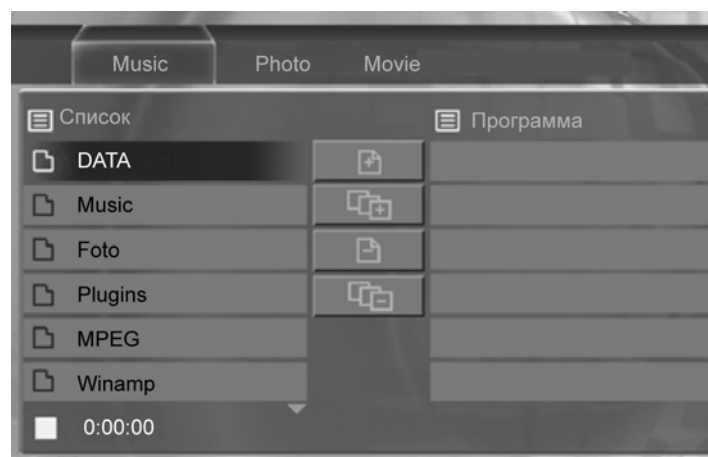 Music Photo Movie
Список
Программа
DATA
Music
Foto
Plugins
MPEG
Winamp
0:00:00